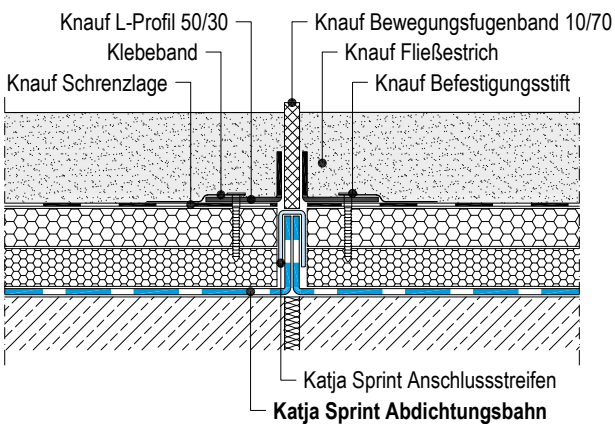 Knauf L-Profil 50/30
Klebeband
Knauf Schrenzlage
Knauf Bewegungsfugenband 10/70
Knauf Fließestrich
Knauf Befestigungsstift
Katja Sprint Anschlussstreifen
Katja Sprint Abdichtungsbahn